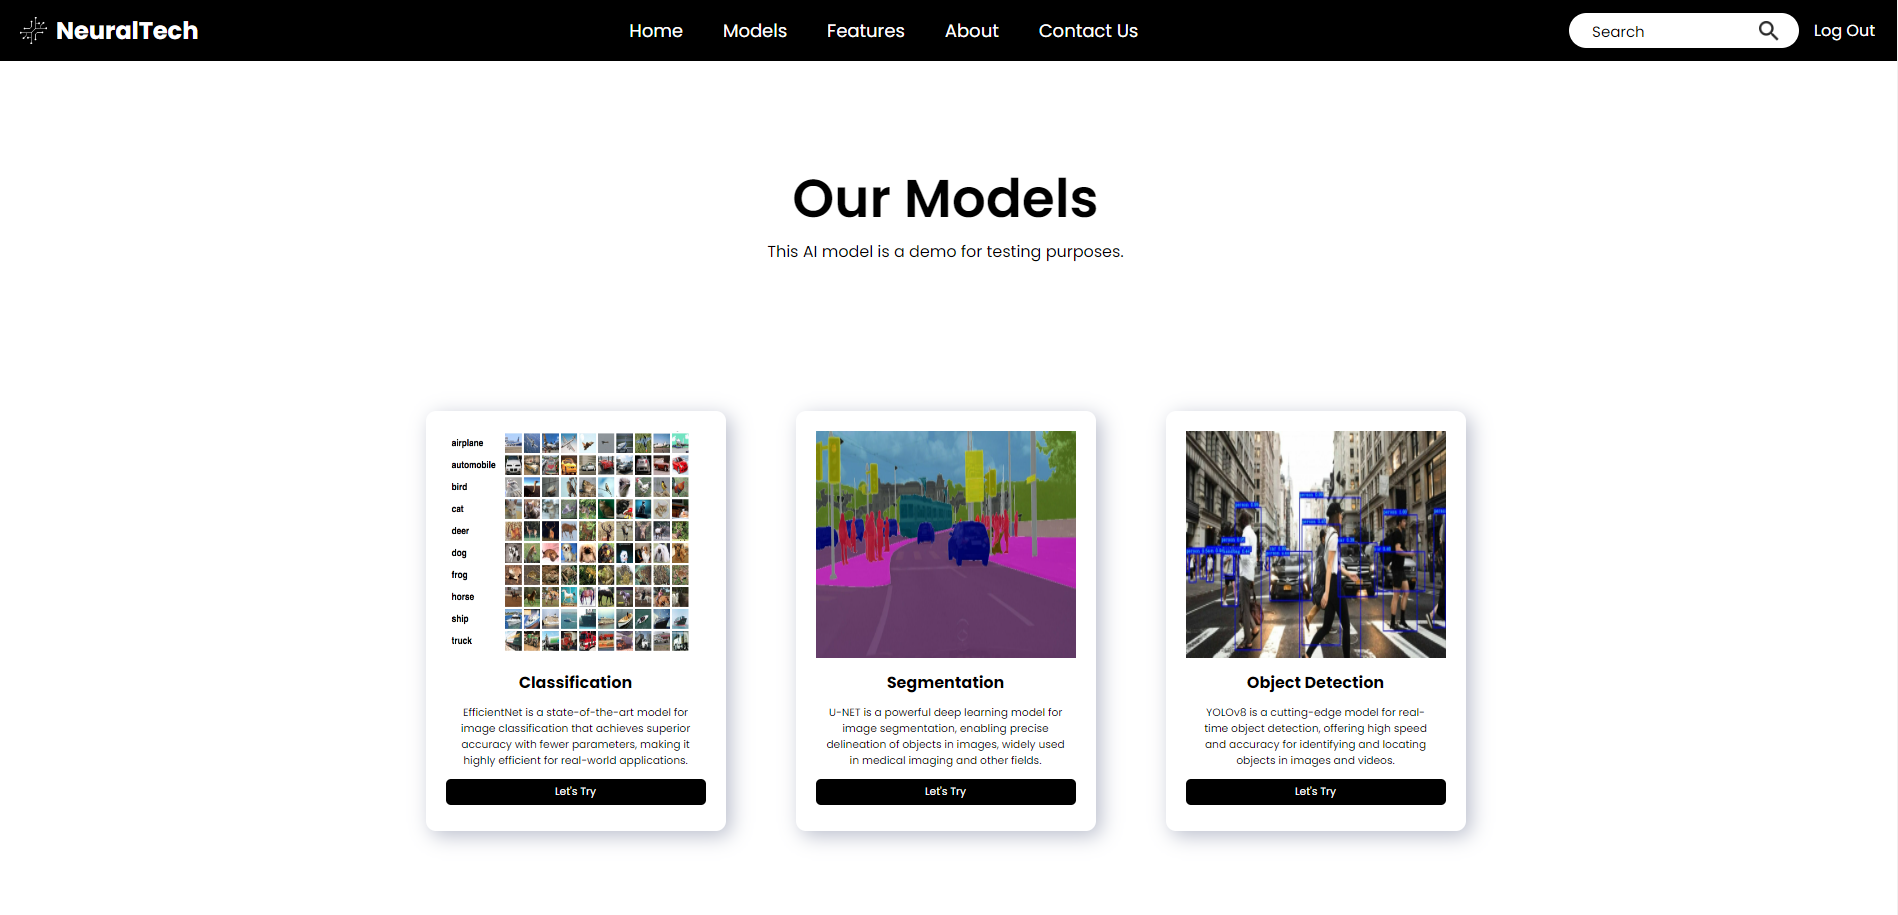 NeuralTech
Home
Models
Features
About
Contact Us
Search
Log Out
Our Models
This AI model is a demo for testing purposes.
airplane
automobile
bird
cat
deer
dog
frog
horse
ship
truck
Classification
EfficientNet is a state-of-the-art model for
image classification that achieves superior
accuracy with fewer parameters, making it
highly efficient for real-world applications.
Let's Try
Segmentation
U-NET is a powerful deep learning model for
image segmentation, enabling precise
delineation of objects in images, widely used
in medical imaging and other fields.
Let's Try
Object Detection
YOLOv8 is a cutting-edge model for real-
time object detection, offering high speed
and accuracy for identifying and locating
objects in images and videos.
Let's Try